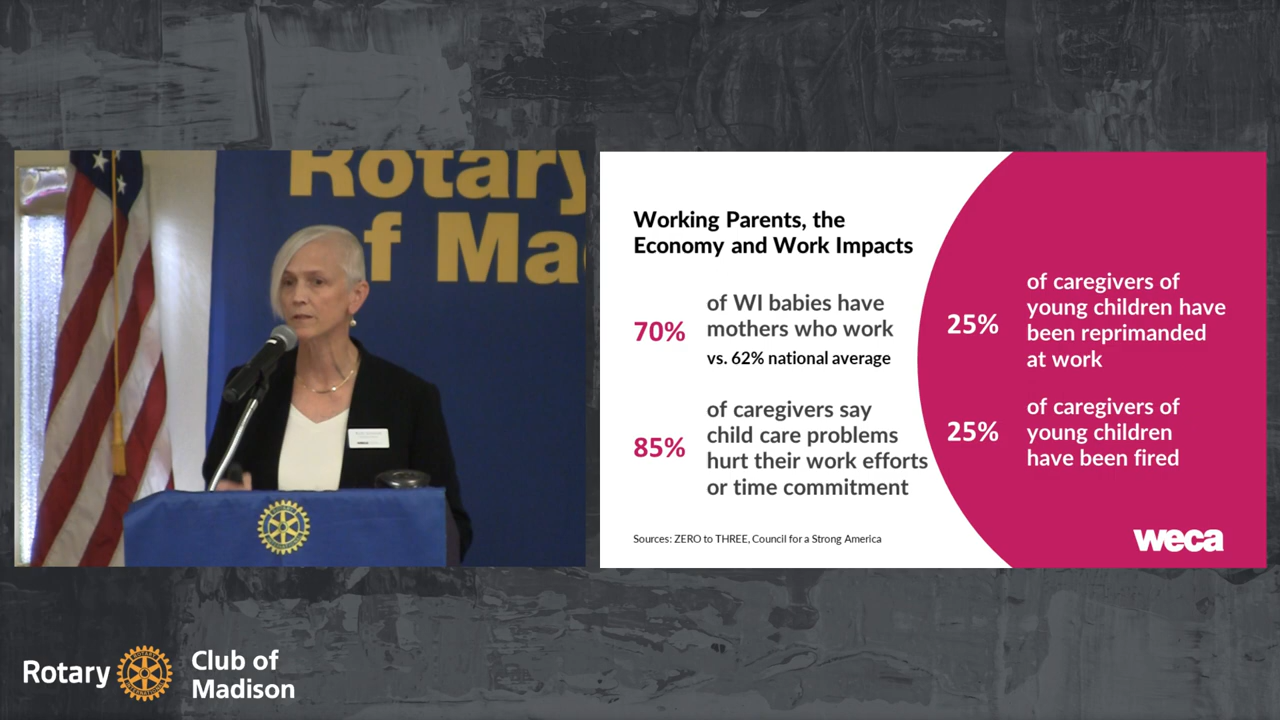 Rotary
of Ma
Working Parents, the
Economy and Work Impacts
70%
of WI babies have
mothers who work
vs. 62% national average
85%
of caregivers say
child care problems
hurt their work efforts
or time commitment
Sources: ZERO to THREE, Council for a Strong America
25%
of caregivers of
young children have
been reprimanded
at work
25%
of caregivers of
young children
have been fired
weca
Rotary
Club of
Madison